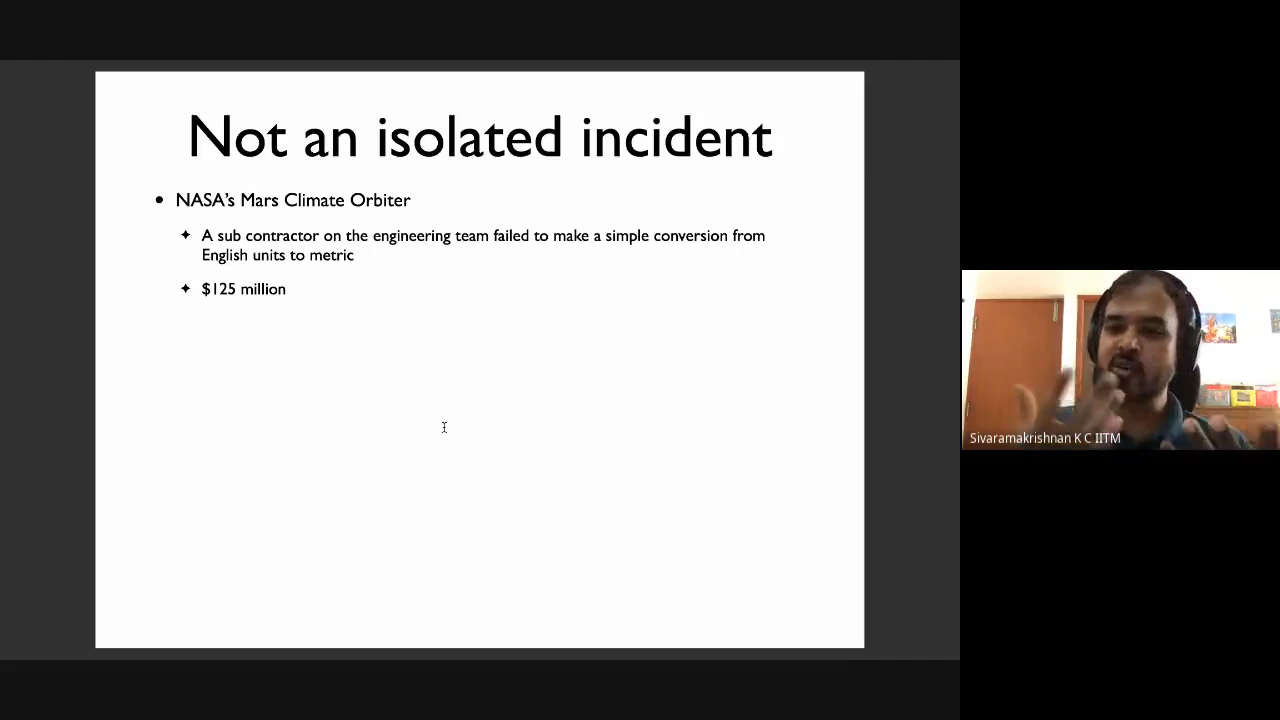 Not an isolated incident
• NASA's Mars Climate Orbiter
✦ A sub contractor on the engineering team failed to make a simple conversion from
English units to metric
✦ $125 million
Sivaramakrishnan K C IITM